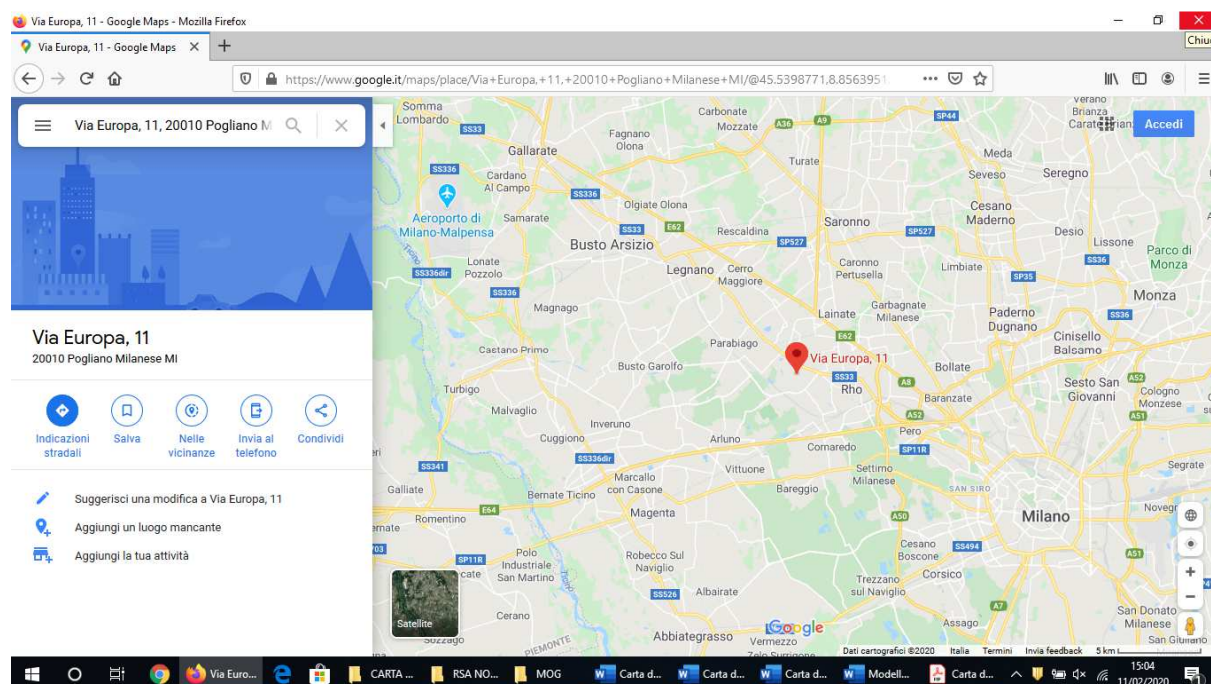 Via Europa, 11 - Google Maps - Mozilla Firefox
Via Europa, 11 - Google Maps
https://www.google.it/maps/place/Via+Europa,+11,+20010+Pogliano+Milanese+MI/@45.5398771,8.8563951
Via Europa, 11, 20010 Pogliano M
Via Europa, 11
20010 Pogliano Milanese MI
Indicazioni stradali
Salva
Nelle vicinanze
Invia al telefono
Condividi
Suggerisci una modifica a Via Europa, 11
Aggiungi un luogo mancante
Aggiungi la tua attività
Accedi
Somma Lombardo
SS33
Carbonate
Mozzate
A36
A9
SP44
Verano Brianza
Fagnano Olona
Gallarate
Turate
Meda
Seveso
Seregno
SS336
Cardano Al Campo
SS336
Olgiate Olona
Cesano Maderno
Aeroporto di Milano-Malpensa
Samarate
SS33
E62
Rescaldina
Saronno
SP527
SP527
Desio
Lissone
Parco di Monza
Busto Arsizio
Lonate Pozzolo
SS336dir
Legnano
Cerro Maggiore
Caronno Pertusella
Limbiate
SP35
SS36
Monza
SS336
Magnago
Lainate
Garbagnate Milanese
Paderno Dugnano
SS36
Castano Primo
Parabiago
E62
Cinisello Balsamo
Busto Garolfo
Via Europa, 11
SS33
Rho
A8
Bollate
Baranzate
Sesto San Giovanni
A52
Cologno Monzese
A51
Turbigo
Malvaglio
Inveruno
A52
Pero
Cuggiono
Arluno
Cornaredo
SP11R
SS341
SS336dir
Vittuone
Settimo Milanese
Segrate
Galliate
Bernate Ticino
Marcallo con Casone
Bareggio
SAN SIRO
Romentino
E64
Magenta
A50
Milano
Polo Industriale San Martino
SP11R
Robecco Sul Naviglio
Cesano Boscone
SS494
A51
SS526
Albairate
Trezzano sul Naviglio
Corsico
Cerano
A7
San Donato Milanese
Assago
Abbiategrasso
Vermezzo
PIEMONTE
Satellite
Google
Dati cartografici ©2020
Italia
Termini
Invia feedback
5 km
Via Euro...
CARTA ...
RSA NO...
MOG
Carta d...
Carta d...
Carta d...
Modell...
Carta d...
15:04
11/02/2020